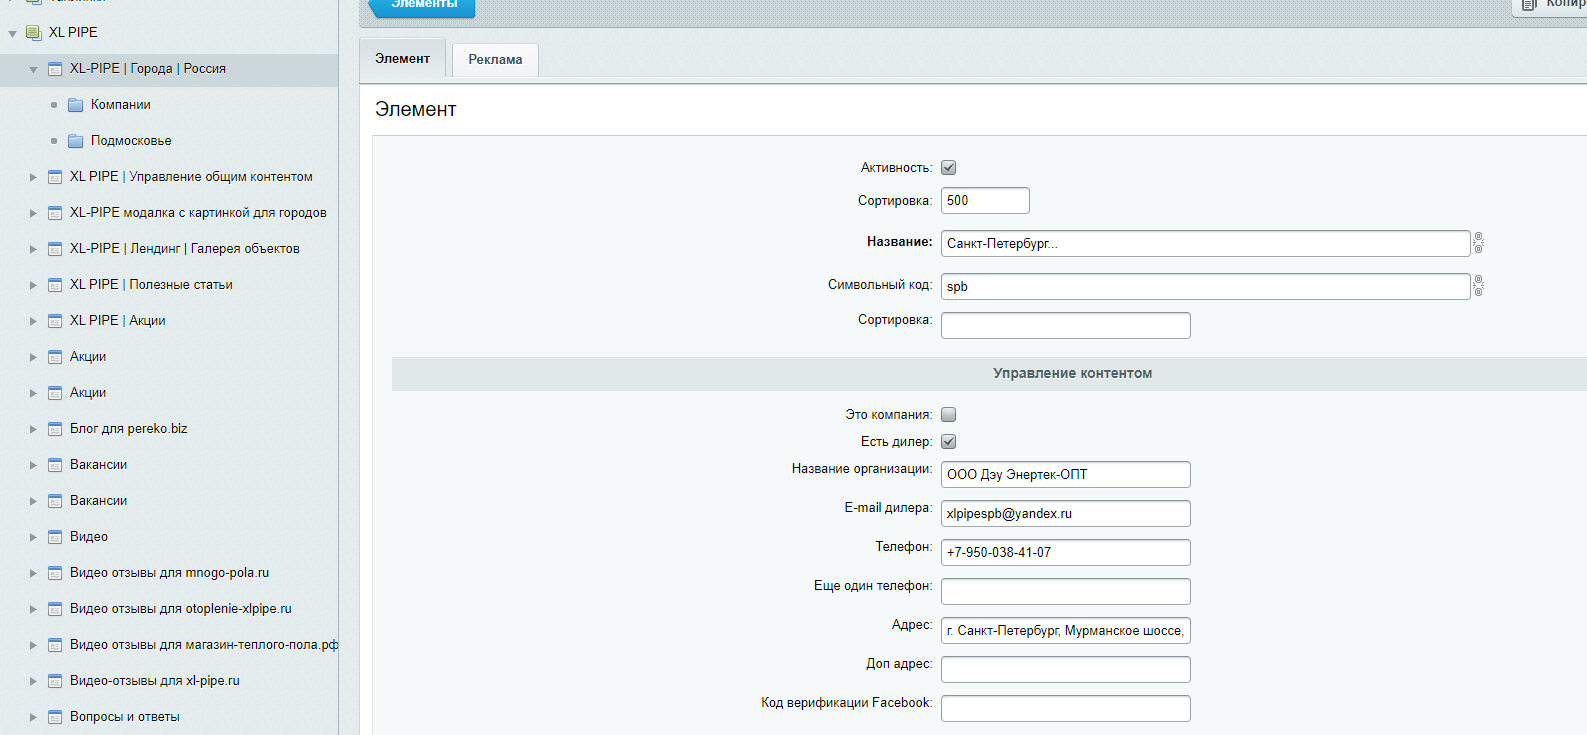 XL PIPE
XL-PIPE | Города | Россия
Компании
Подмосковье
XL PIPE | Управление общим контентом
XL-PIPE модалка с картинкой для городов
XL-PIPE | Лендинг | Галерея объектов
XL PIPE | Полезные статьи
XL PIPE | Акции
Акции
Акции
Блог для pereko.biz
Вакансии
Вакансии
Видео
Видео отзывы для mnogo-pola.ru
Видео отзывы для otoplenie-xlpipe.ru
Видео отзывы для магазин-теплого-пола.рф
Видео-отзывы для xl-pipe.ru
Вопросы и ответы
Элементы
Копир
Элемент
Реклама
Элемент
Активность:
Сортировка: 500
Название: Санкт-Петербург...
Символьный код: spb
Сортировка:
Управление контентом
Это компания:
Есть дилер:
Название организации: ООО Дэу Энертек-ОПТ
E-mail дилера: xlpipespb@yandex.ru
Телефон: +7-950-038-41-07
Еще один телефон:
Адрес: г. Санкт-Петербург, Мурманское шоссе,
Доп адрес:
Код верификации Facebook: